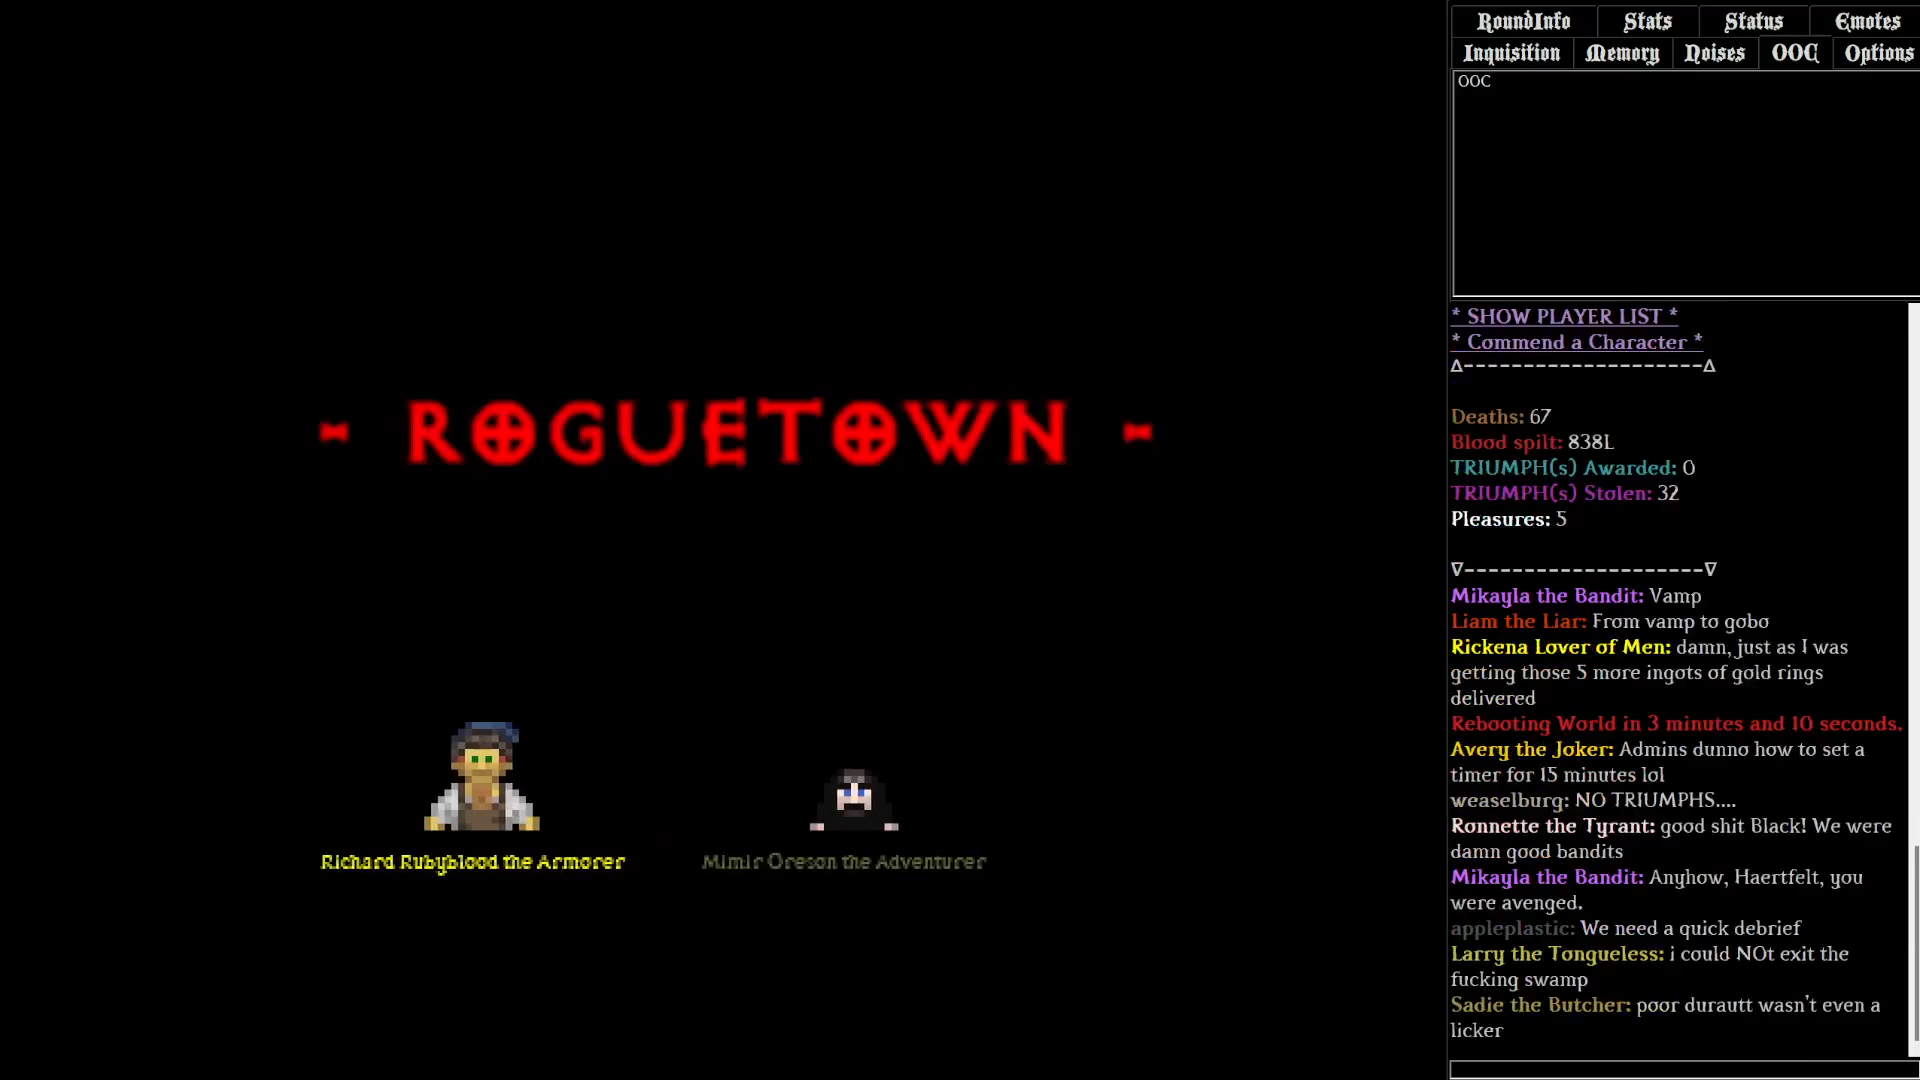 RoundInfo Stats Status Emotes
Inquisition Memory Noises OOC Options
OOC
* SHOW PLAYER LIST *
* Commend a Character *
Δ--------------------Δ
Deaths: 67
Blood spilt: 838L
TRIUMPH(s) Awarded: 0
TRIUMPH(s) Stolen: 32
Pleasures: 5
∇--------------------∇
Mikayla the Bandit: Vamp
Liam the Liar: From vamp to gobo
Rickena Lover of Men: damn, just as I was
getting those 5 more ingots of gold rings
delivered
Rebooting World in 3 minutes and 10 seconds.
Avery the Joker: Admins dunno how to set a
timer for 15 minutes lol
weaselburg: NO TRIUMPHS....
Ronnette the Tyrant: good shit Black! We were
damn good bandits
Mikayla the Bandit: Anyhow, Haertfelt, you
were avenged.
appleplastic: We need a quick debrief
Larry the Tongueless: i could NOt exit the
fucking swamp
Sadie the Butcher: poor durautt wasn't even a
licker
- ROGUETOWN -
Richard Rubyblood the Armorer
Mimir Oreson the Adventurer